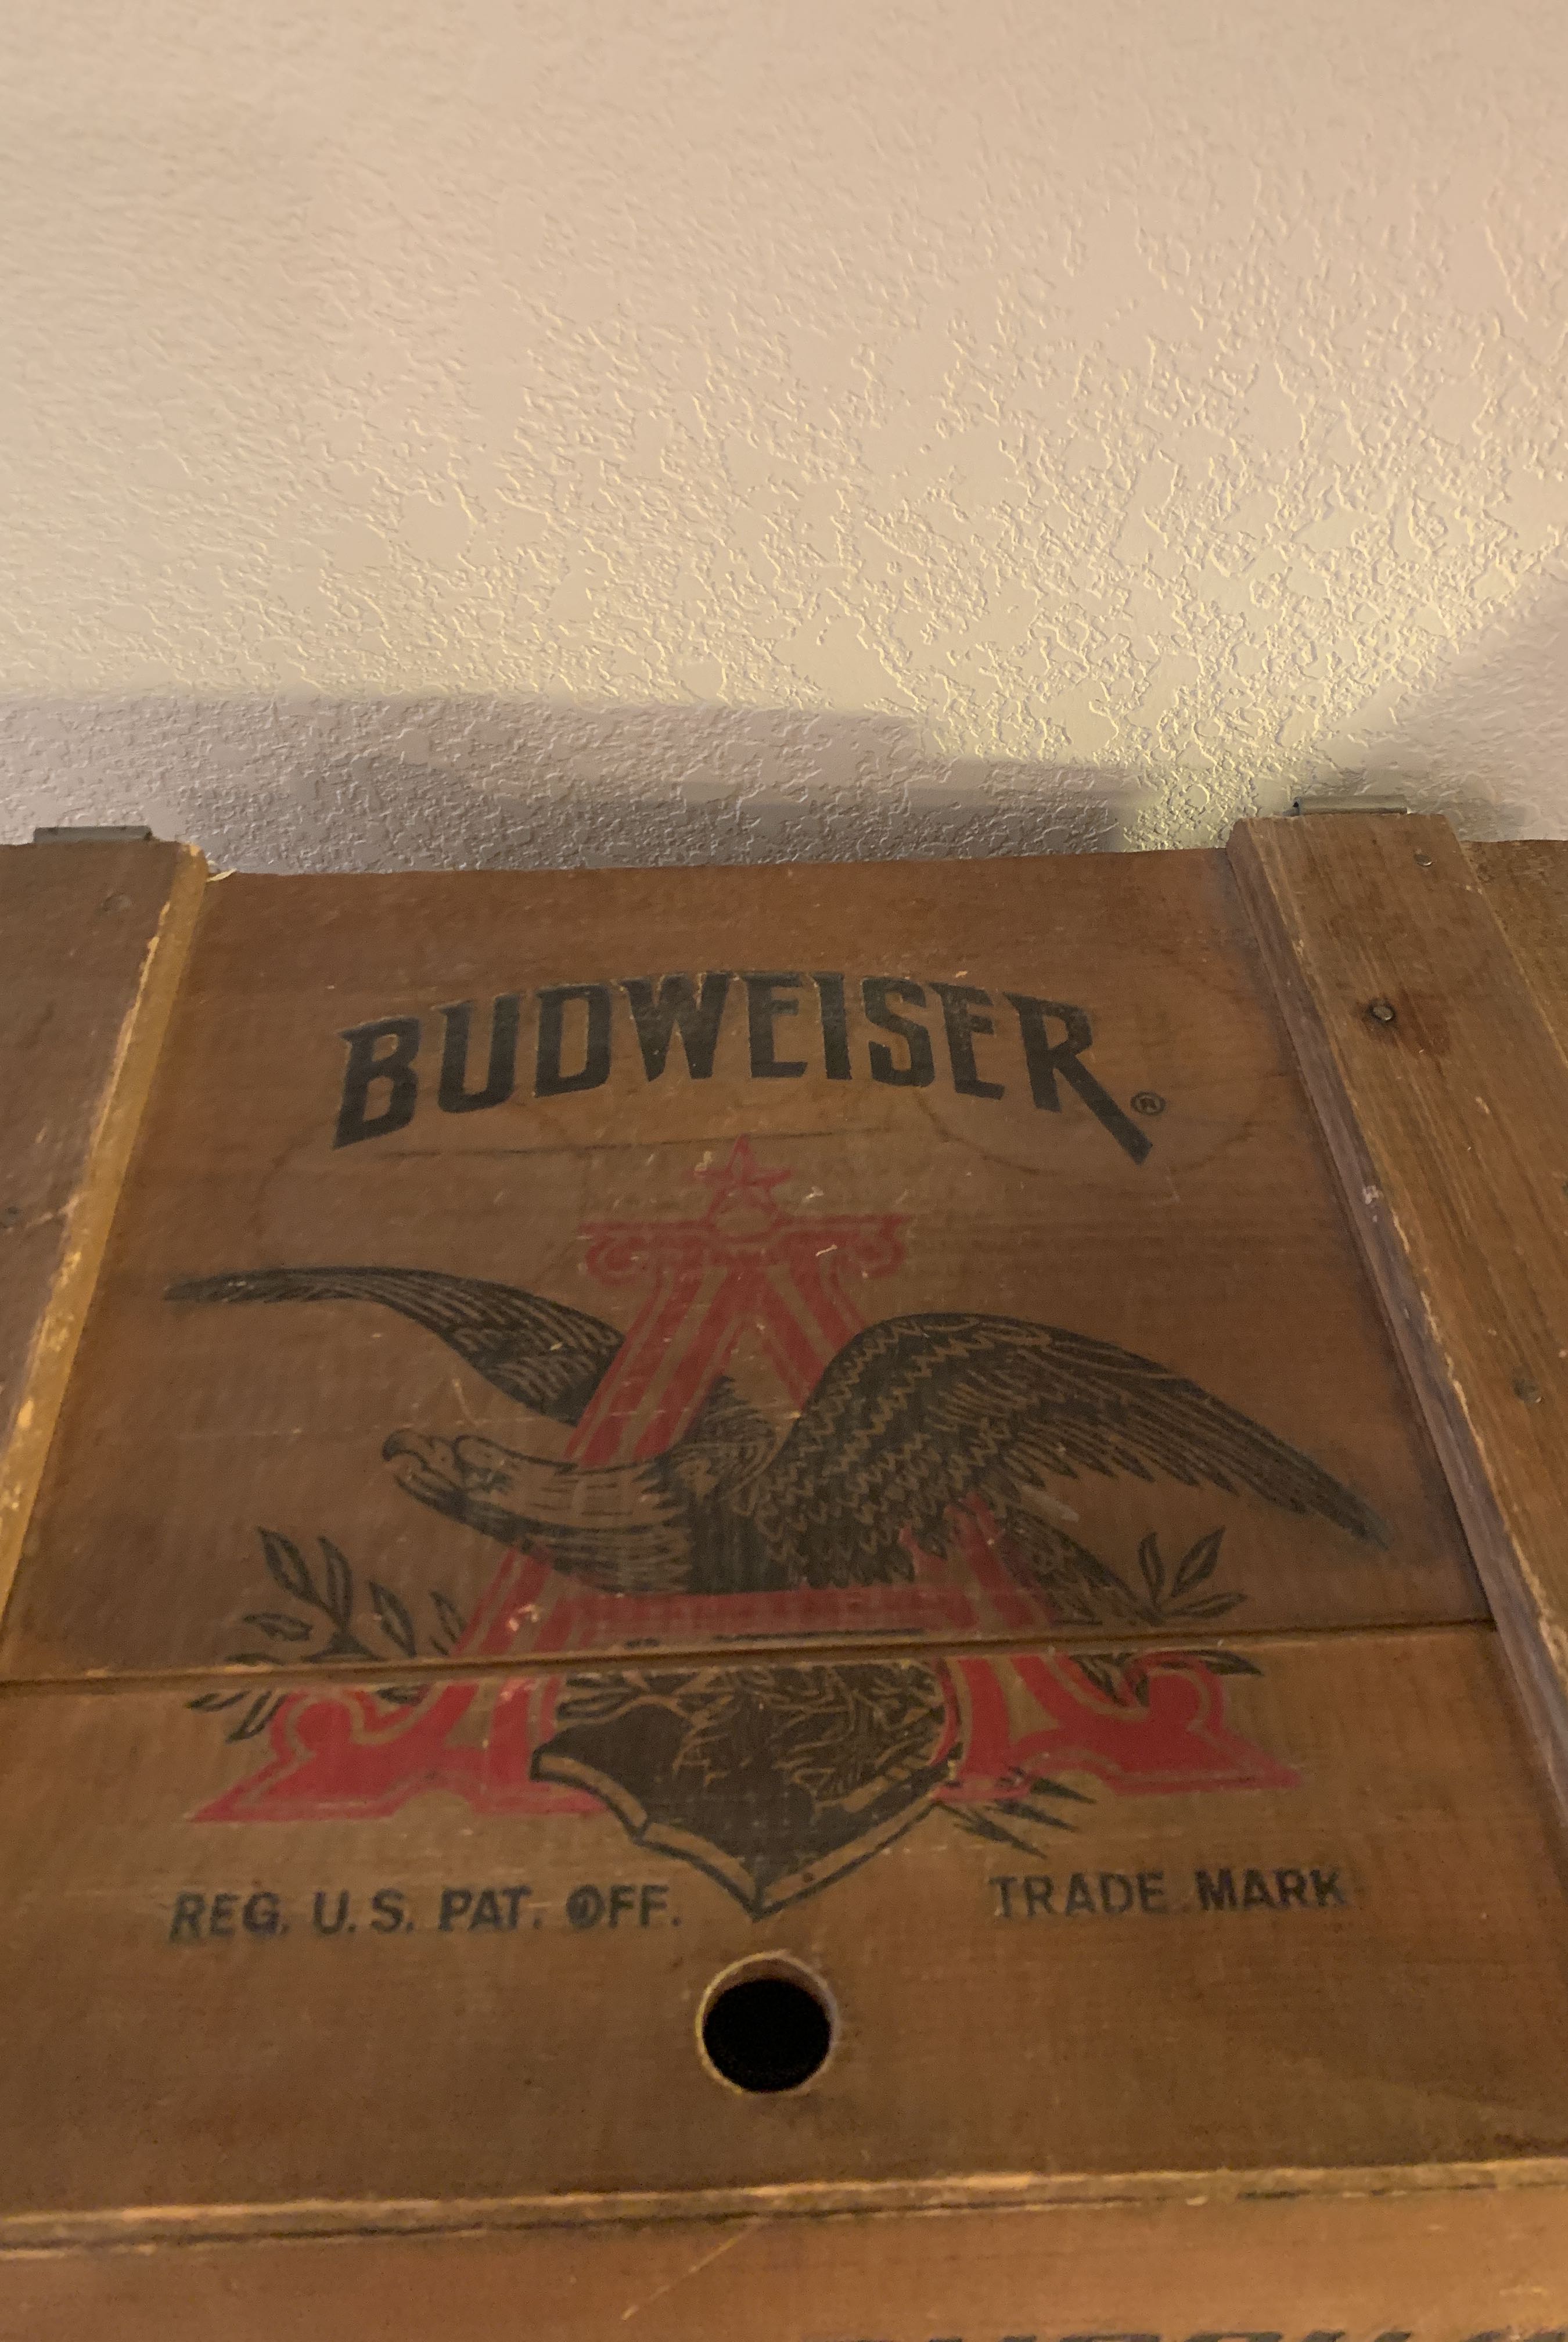 BUDWEISER®
REG. U.S. PAT. OFF. TRADE MARK